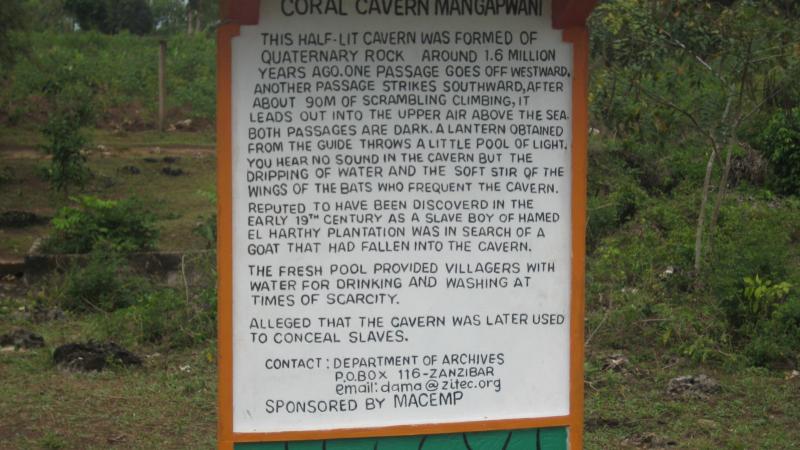 CORAL CAVERN MANGAPWANI
THIS HALF-LIT CAVERN WAS FORMED OF
QUATERNARY ROCK AROUND 1.6 MILLION
YEARS AGO.ONE PASSAGE GOES OFF WESTWARD.
ANOTHER PASSAGE STRIKES SOUTHWARD,AFTER
ABOUT 90M OF SCRAMBLING CLIMBING, IT
LEADS OUT INTO THE UPPER AIR ABOVE THE SEA.
BOTH PASSAGES ARE DARK. A LANTERN OBTAINED
FROM THE GUIDE THROWS A LITTLE POOL OF LIGHT.
YOU HEAR NO SOUND IN THE CAVERN BUT THE
DRIPPING OF WATER AND THE SOFT STIR OF THE
WINGS OF THE BATS WHO FREQUENT THE CAVERN.
REPUTED TO HAVE BEEN DISCOVERD IN THE
EARLY 19TH CENTURY AS A SLAVE BOY OF HAMED
EL HARTHY PLANTATION WAS IN SEARCH OF A
GOAT THAT HAD FALLEN INTO THE CAVERN.
THE FRESH POOL PROVIDED VILLAGERS WITH
WATER FOR DRINKING AND WASHING AT
TIMES OF SCARCITY.
ALLEGED THAT THE CAVERN WAS LATER USED
TO CONCEAL SLAVES.
CONTACT : DEPARTMENT OF ARCHIVES
P.O.BOX 116-ZANZIBAR
email: dama@zitec.org
SPONSORED BY MACEMP